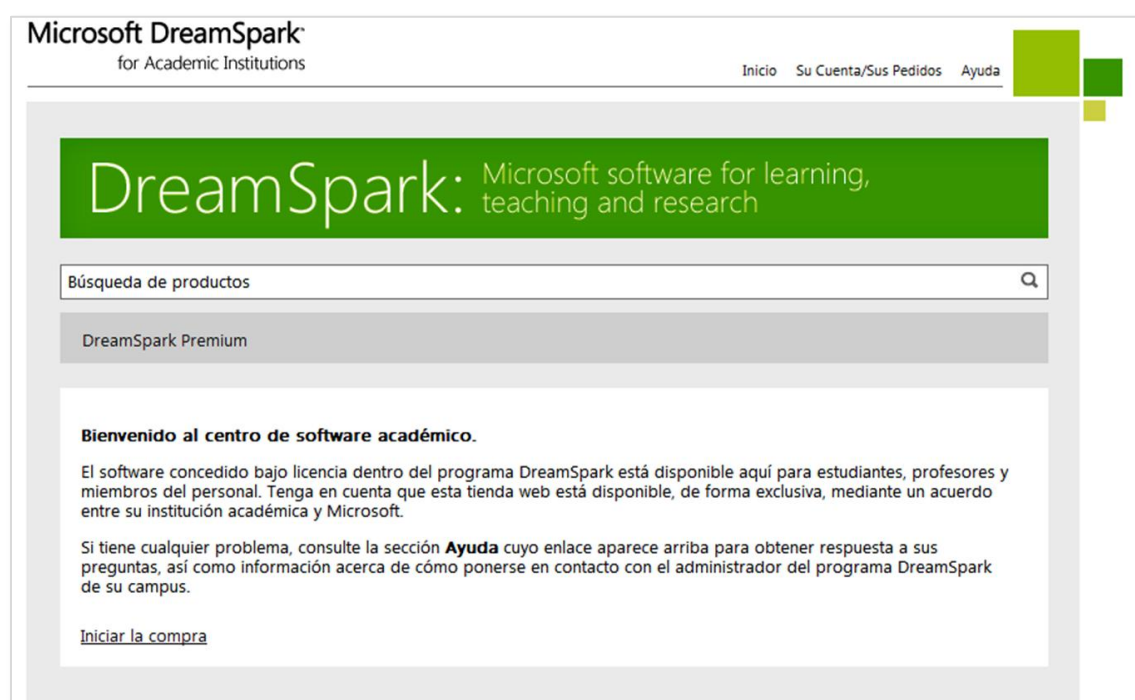 Microsoft DreamSpark™
for Academic Institutions
Inicio Su Cuenta/Sus Pedidos Ayuda
DreamSpark: Microsoft software for learning,
teaching and research
Búsqueda de productos
DreamSpark Premium
Bienvenido al centro de software académico.
El software concedido bajo licencia dentro del programa DreamSpark está disponible aquí para estudiantes, profesores y
miembros del personal. Tenga en cuenta que esta tienda web está disponible, de forma exclusiva, mediante un acuerdo
entre su institución académica y Microsoft.
Si tiene cualquier problema, consulte la sección Ayuda cuyo enlace aparece arriba para obtener respuesta a sus
preguntas, así como información acerca de cómo ponerse en contacto con el administrador del programa DreamSpark
de su campus.
Iniciar la compra